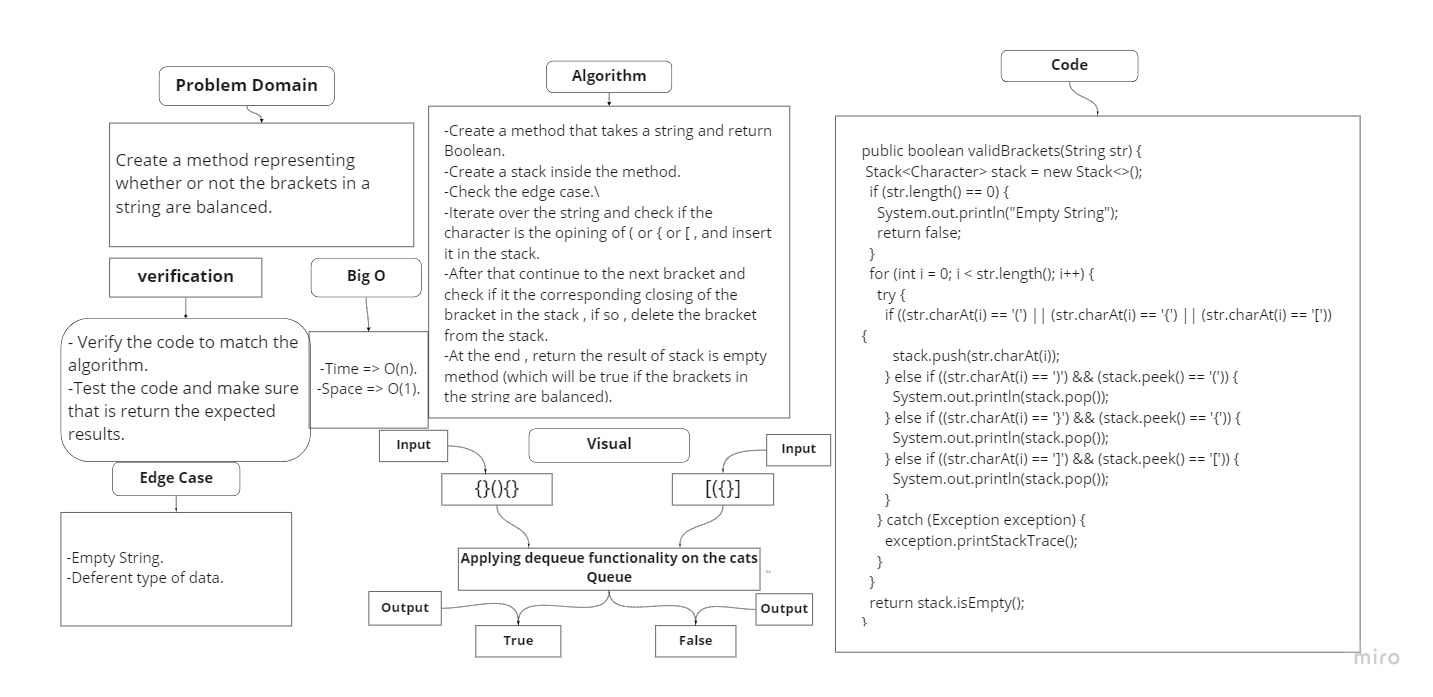 Problem Domain
Create a method representing
whether or not the brackets in a
string are balanced.
verification
- Verify the code to match the
algorithm.
-Test the code and make sure
that is return the expected
results.
Big O
-Time => O(n).
-Space => O(1).
Edge Case
-Empty String.
-Deferent type of data.
Algorithm
-Create a method that takes a string and return
Boolean.
-Create a stack inside the method.
-Check the edge case.\
-Iterate over the string and check if the
character is the opining of ( or { or [ , and insert
it in the stack.
-After that continue to the next bracket and
check if it the corresponding closing of the
bracket in the stack , if so , delete the bracket
from the stack.
-At the end , return the result of stack is empty
method (which will be true if the brackets in
the string are balanced).
Visual
Input
Input
{}(){}
[({}]
Applying dequeue functionality on the cats
Queue
Output
Output
True
False
Code
public boolean validBrackets(String str) {
Stack<Character> stack = new Stack<>();
if (str.length() == 0) {
System.out.println("Empty String");
return false;
}
for (int i = 0; i < str.length(); i++) {
try {
if ((str.charAt(i) == '(') || (str.charAt(i) == '{') || (str.charAt(i) == '['))
{
stack.push(str.charAt(i));
} else if ((str.charAt(i) == ')') && (stack.peek() == '(')) {
System.out.println(stack.pop());
} else if ((str.charAt(i) == '}') && (stack.peek() == '{')) {
System.out.println(stack.pop());
} else if ((str.charAt(i) == ']') && (stack.peek() == '[')) {
System.out.println(stack.pop());
}
} catch (Exception exception) {
exception.printStackTrace();
}
}
return stack.isEmpty();
}
miro